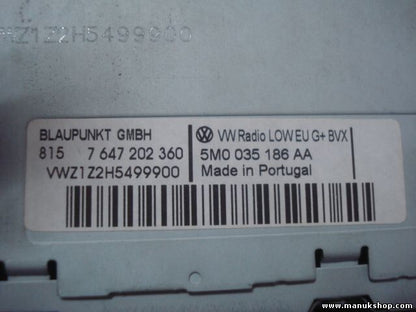 WZ1Z2H5499900
BLAUPUNKT GMBH
815 7 647 202 360
VWZ1Z2H5499900
VW Radio LOW EU G+ BVX
5M0 035 186 AA
Made in Portugal
www.manukshop.com